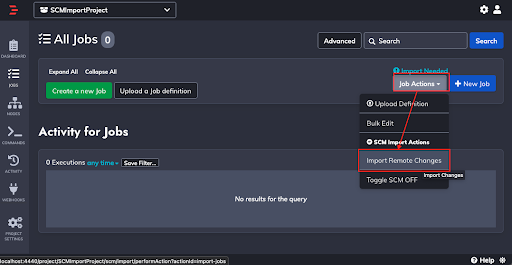 SCMImportProject
All Jobs 0
Advanced
Search
Search
Expand All Collapse All
Import Needed
Create a new Job
Upload a Job definition
Job Actions
+ New Job
Upload Definition
Bulk Edit
SCM Import Actions
Import Remote Changes
Import Changes
Toggle SCM OFF
Activity for Jobs
0 Executions any time Save Filter...
No results for the query
DASHBOARD
JOBS
NODES
COMMANDS
ACTIVITY
WEBHOOKS
PROJECT
SETTINGS
localhost:4440/project/SCMImportProject/scm/import/performAction?actionId=import-jobs
Help